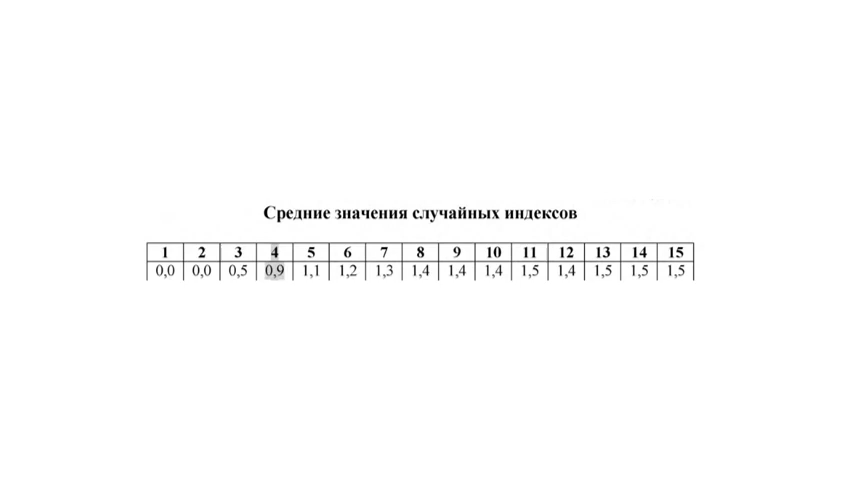 Средние значения случайных индексов
1 2 3 4 5 6 7 8 9 10 11 12 13 14 15
0,0 0,0 0,5 0,9 1,1 1,2 1,3 1,4 1,4 1,4 1,5 1,4 1,5 1,5 1,5